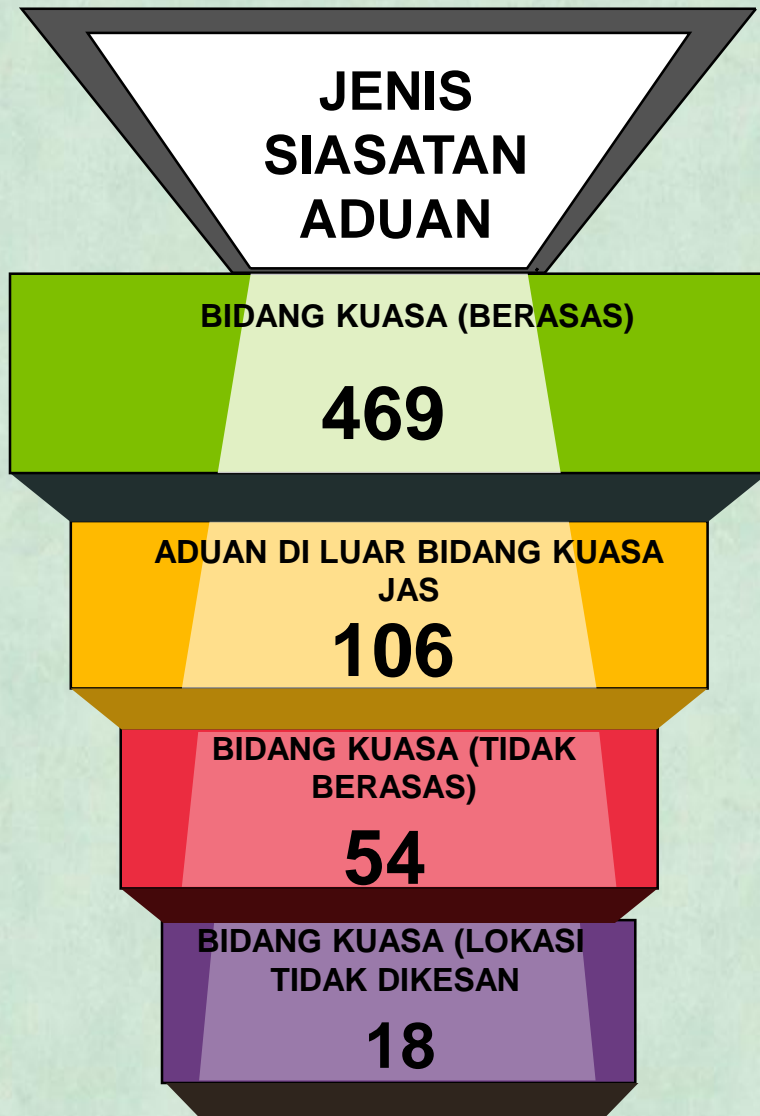 JENIS
SIASATAN
ADUAN
BIDANG KUASA (BERASAS)
469
ADUAN DI LUAR BIDANG KUASA
JAS
106
BIDANG KUASA (TIDAK
BERASAS)
54
BIDANG KUASA (LOKASI
TIDAK DIKESAN
18